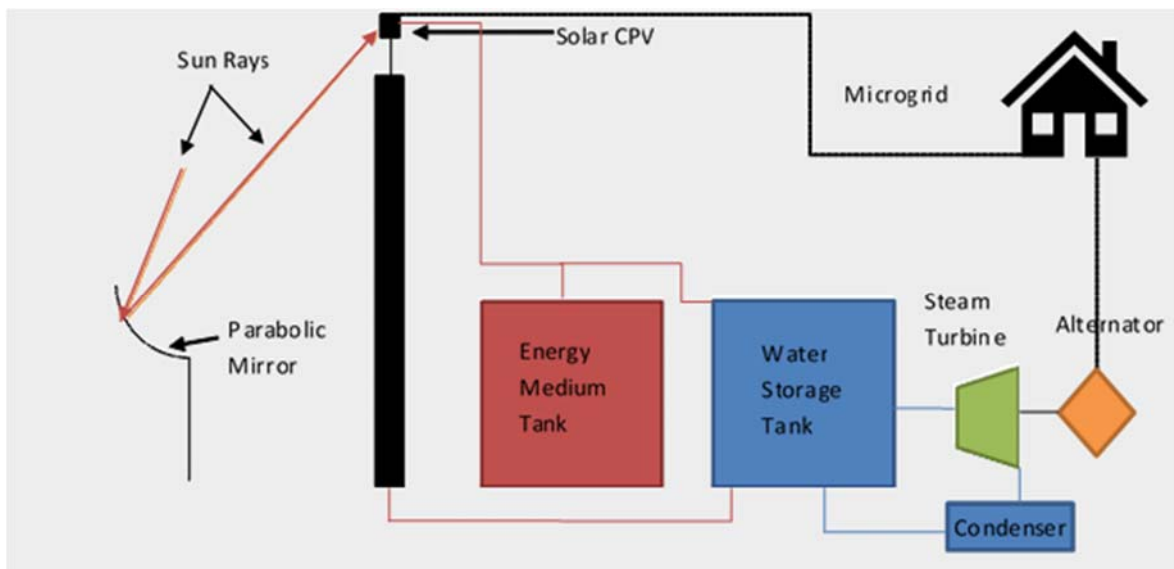 Solar CPV
Sun Rays
Microgrid
Parabolic
Mirror
Energy
Medium
Tank
Water
Storage
Tank
Steam
Turbine
Alternator
Condenser